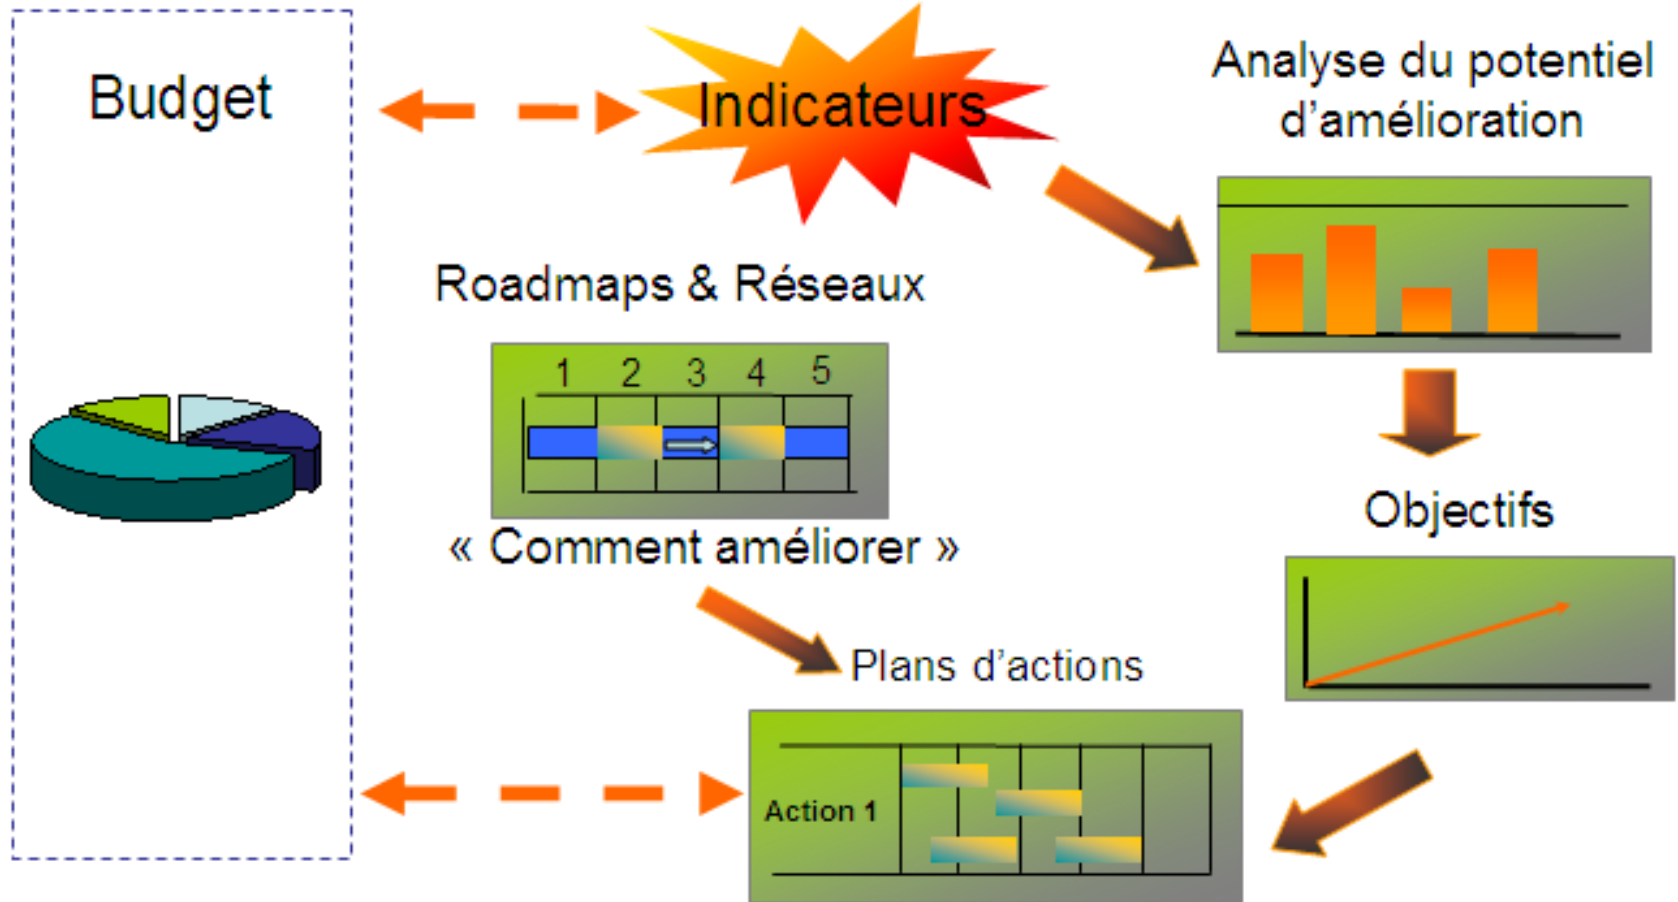 Budget
Indicateurs
Analyse du potentiel
d'amélioration
Roadmaps & Réseaux
1 2 3 4 5
« Comment améliorer »
Objectifs
Plans d'actions
Action 1